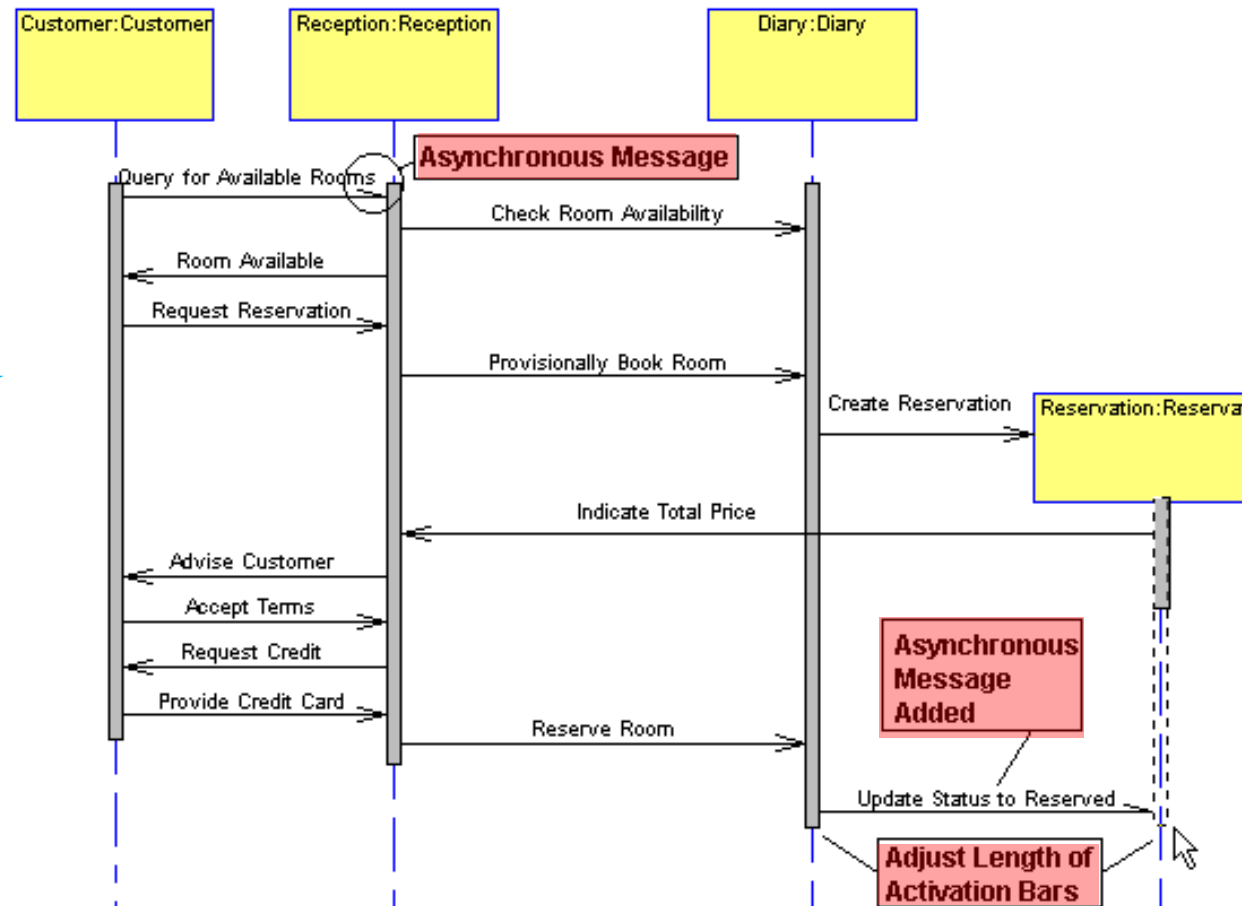 Customer:Customer
Reception:Reception
Diary:Diary
Asynchronous Message
Query for Available Rooms
Check Room Availability
Room Available
Request Reservation
Provisionally Book Room
Create Reservation
Reservation:Reservat
Indicate Total Price
Advise Customer
Accept Terms
Request Credit
Asynchronous
Message
Added
Provide Credit Card
Reserve Room
Update Status to Reserved
Adjust Length of
Activation Bars